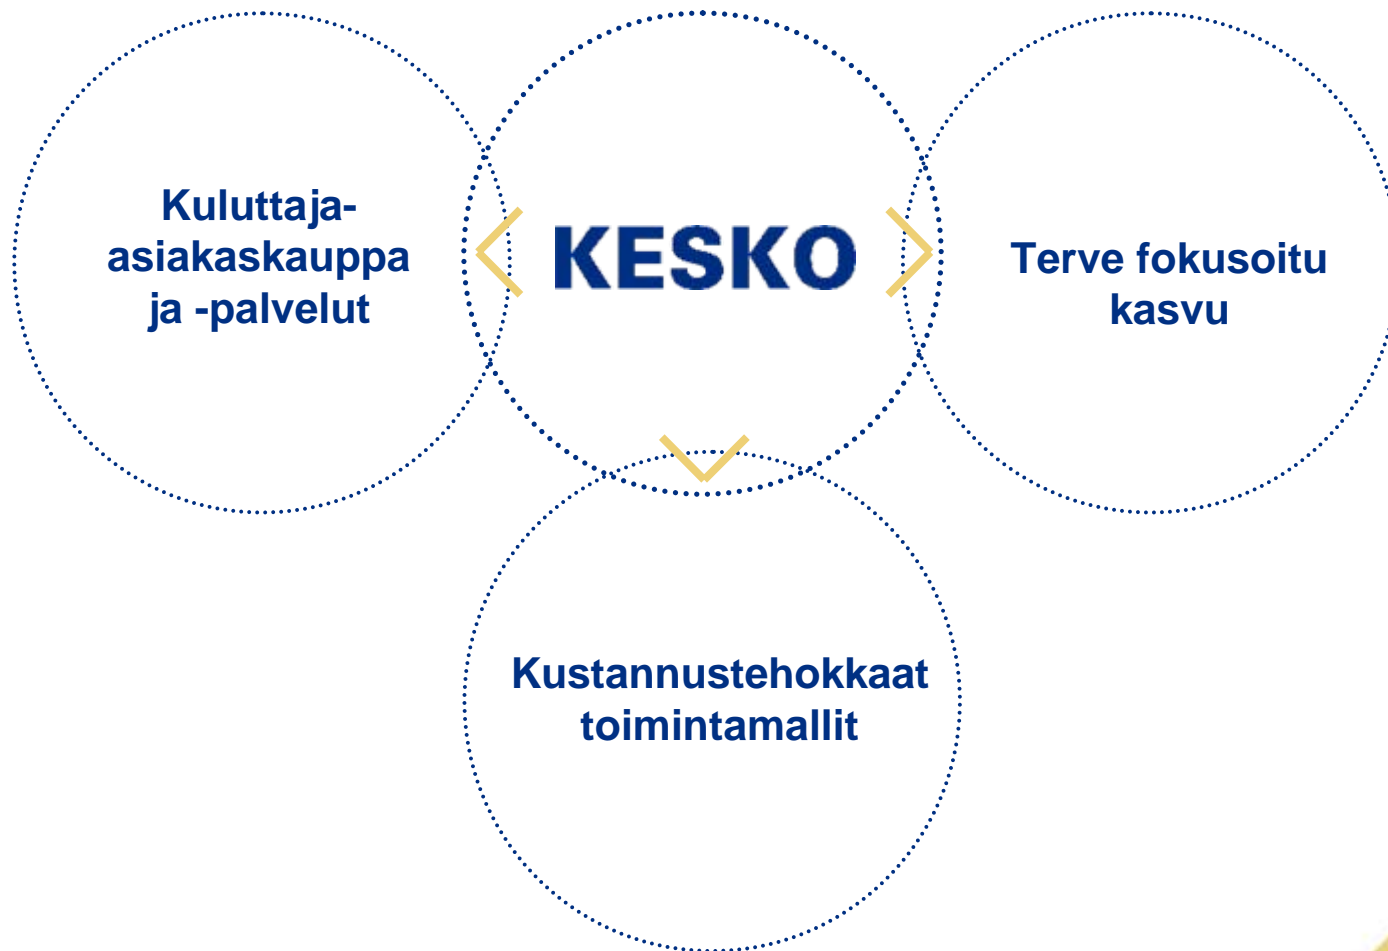 Kuluttaja-
asiakaskauppa
ja -palvelut
KESKO
Terve fokusoitu
kasvu
Kustannustehokkaat
toimintamallit